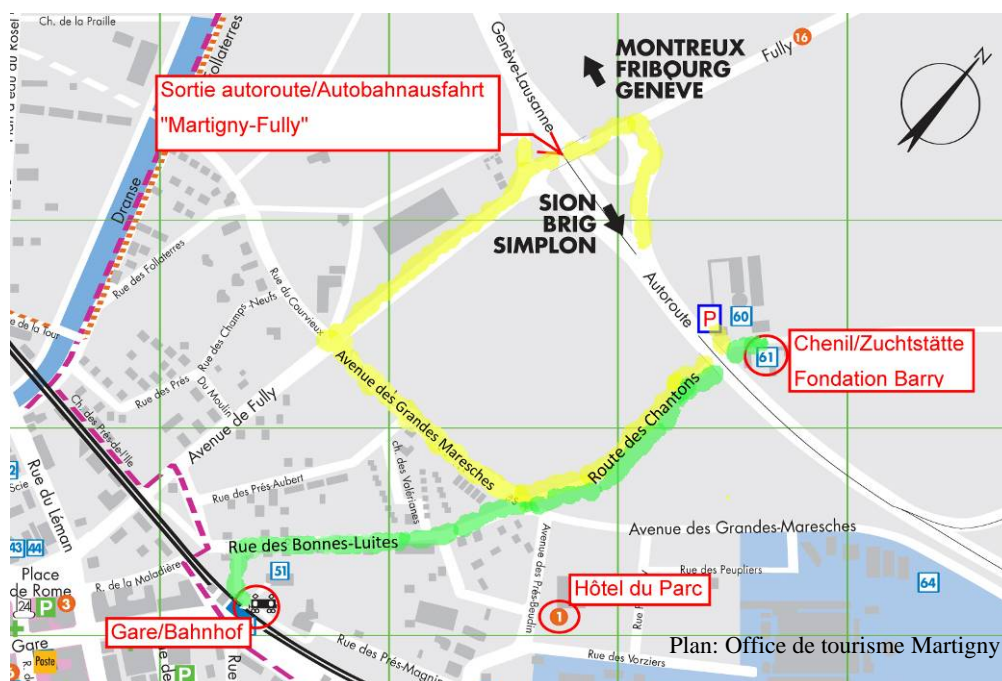 Ch. de la Praille
Follaterres
Genève-Lausanne
MONTREUX
FRIBOURG
GENÈVE
Fully 16
N
Sortie autoroute/Autobahnausfahrt
"Martigny-Fully"
Dranse
SION
BRIG
SIMPLON
Rue des Follaterres
Rue du Courvieux
Rue des Champs-Neufs
Autoroute
P
60
61
Chenil/Zuchtstätte
Fondation Barry
Rue des Prés
Du Moulin
Avenue de Fully
Avenue des Grandes Maresches
Route des Chantons
Ch. des Prés-de-l'Ile
Rue du Léman
Rue des Prés-Aubert
ch. des Valérianes
Avenue des Grandes-Maresches
Rue des Bonnes-Luites
43 44
R. de la Maladière
51
Avenue des Prés-Beudin
Rue des Peupliers
64
Place
de Rome
24
P
3
Hôtel du Parc
1
Gare/Bahnhof
Gare
Poste
P
Rue des Prés-Magnin
Rue des Vorziers
Plan: Office de tourisme Martigny